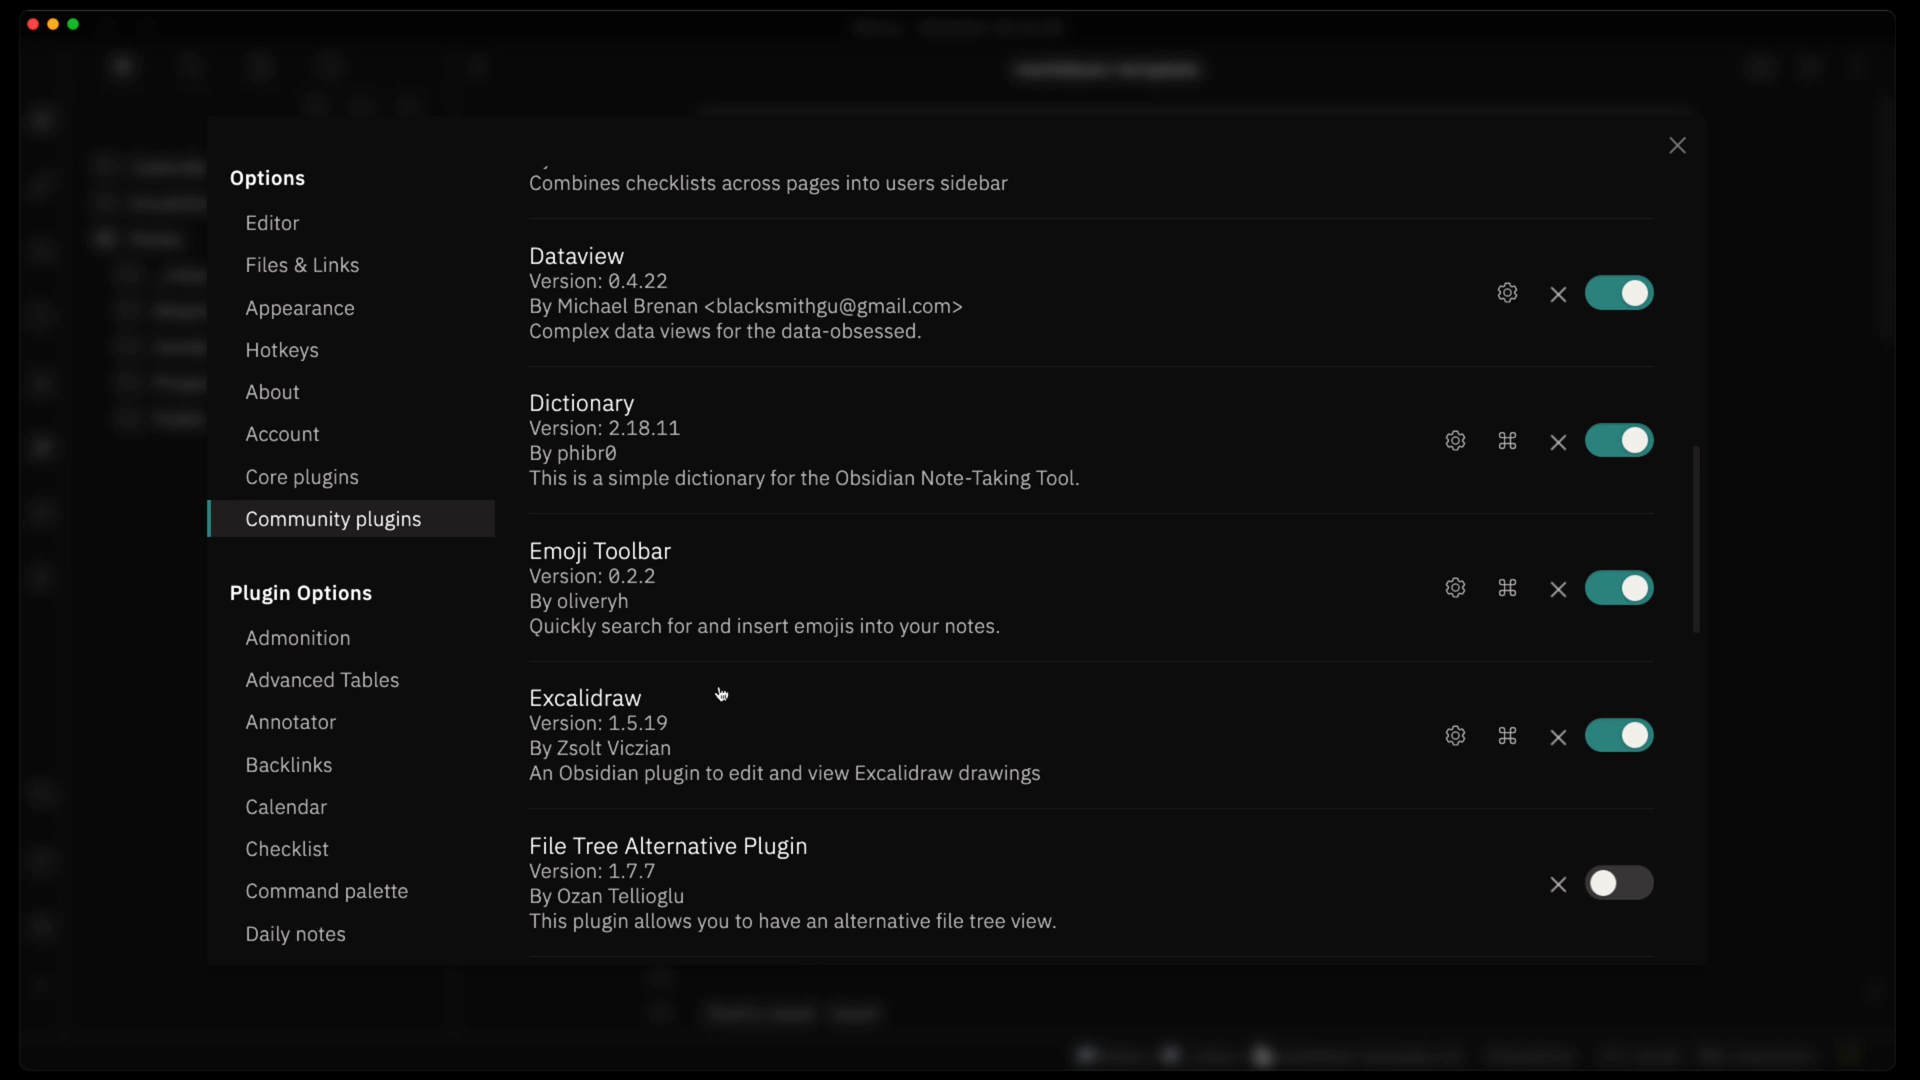 Options
Editor
Files & Links
Appearance
Hotkeys
About
Account
Core plugins
Community plugins
Plugin Options
Admonition
Advanced Tables
Annotator
Backlinks
Calendar
Checklist
Command palette
Daily notes
Combines checklists across pages into users sidebar
Dataview
Version: 0.4.22
By Michael Brenan <blacksmithgu@gmail.com>
Complex data views for the data-obsessed.
Dictionary
Version: 2.18.11
By phibr0
This is a simple dictionary for the Obsidian Note-Taking Tool.
Emoji Toolbar
Version: 0.2.2
By oliveryh
Quickly search for and insert emojis into your notes.
Excalidraw
Version: 1.5.19
By Zsolt Viczian
An Obsidian plugin to edit and view Excalidraw drawings
File Tree Alternative Plugin
Version: 1.7.7
By Ozan Tellioglu
This plugin allows you to have an alternative file tree view.